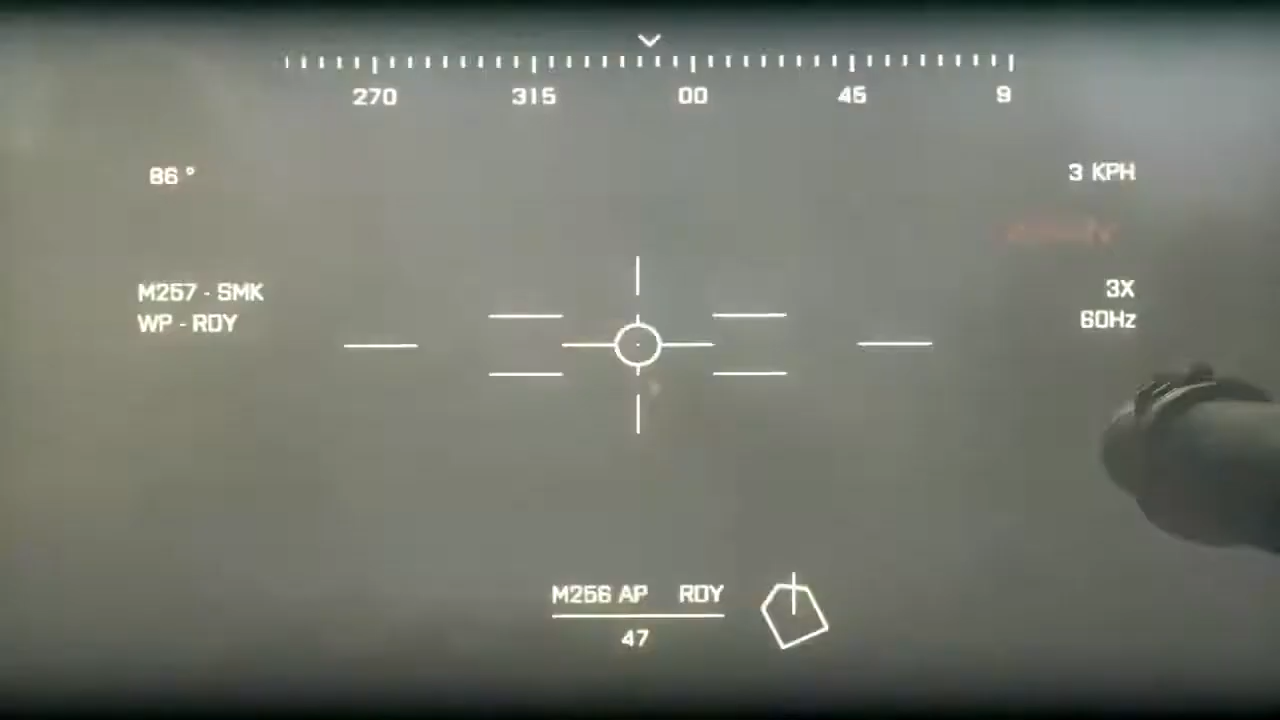 270 315 00 45 9
86 °
3 KPH
M257 - SMK
WP - RDY
3X
60Hz
M256 AP RDY
47